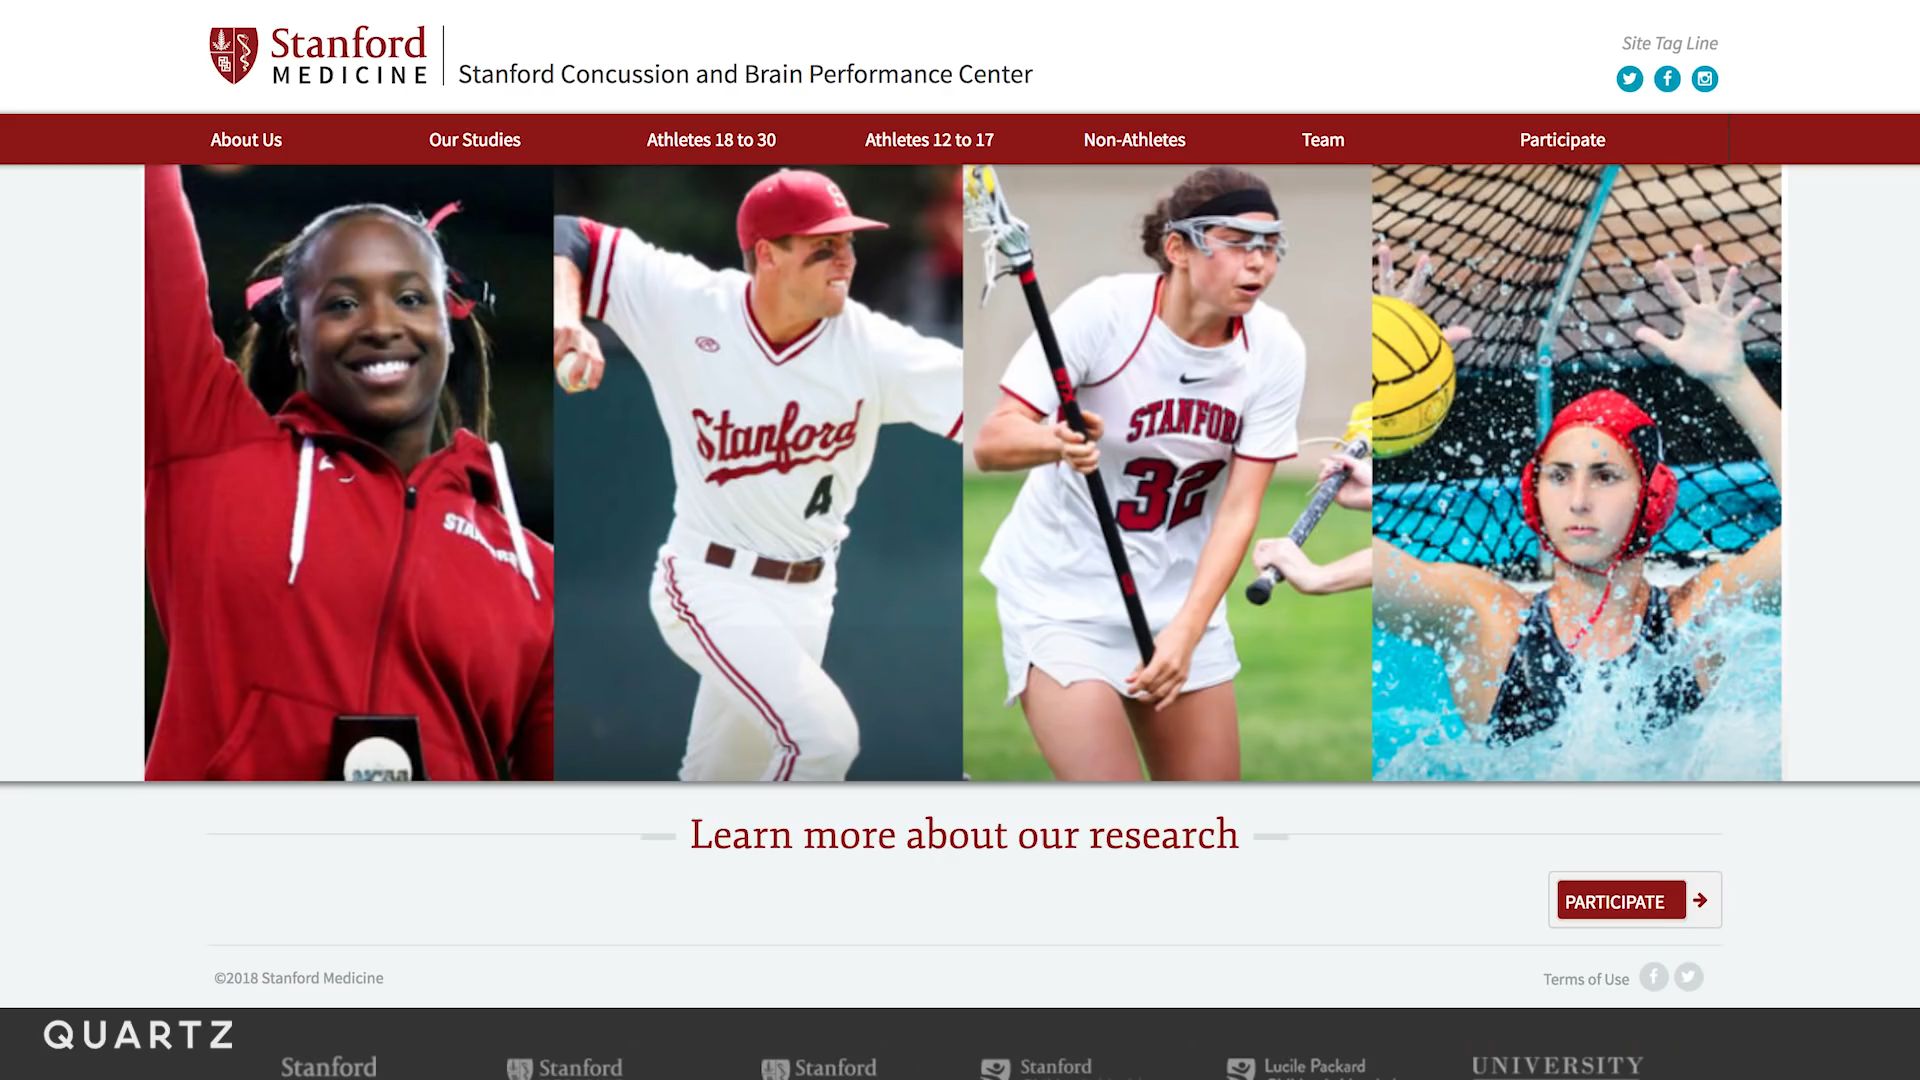 Stanford
MEDICINE
Stanford Concussion and Brain Performance Center
Site Tag Line
About Us
Our Studies
Athletes 18 to 30
Athletes 12 to 17
Non-Athletes
Team
Participate
STA
Stanford
4
STANFORD
32
NCAA
Learn more about our research
PARTICIPATE
©2018 Stanford Medicine
Terms of Use
QUARTZ
Stanford
Stanford
Stanford
Stanford
Lucile Packard
UNIVERSITY